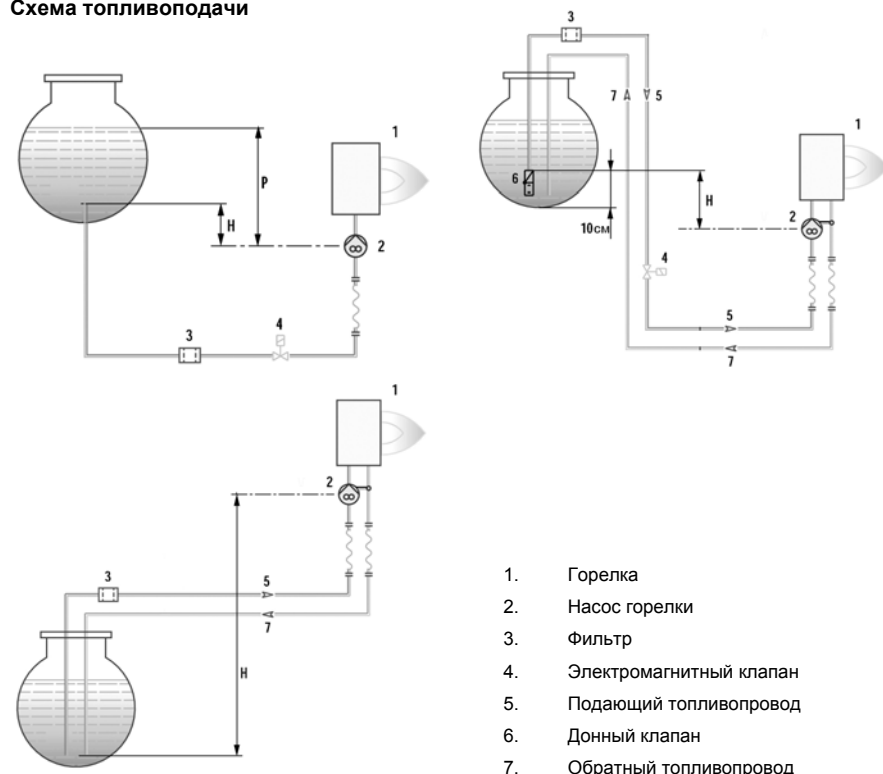 Схема топливоподачи
3
1
P
H
2
3
4
3
7
5
1
6
H
2
10см
4
5
7
1
2
3
5
7
H
1. Горелка
2. Насос горелки
3. Фильтр
4. Электромагнитный клапан
5. Подающий топливопровод
6. Донный клапан
7. Обратный топливопровод